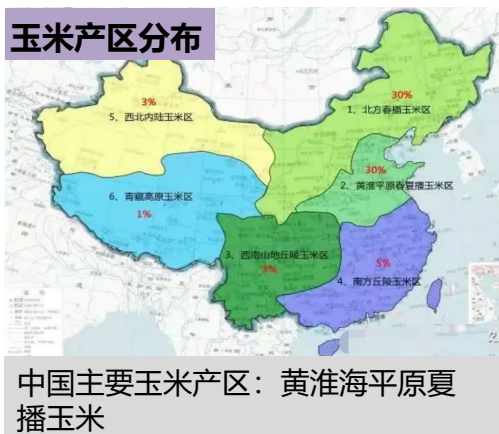 玉米产区分布
30%
1、北方春播玉米区
3%
5、西北内陆玉米区
30%
2、黄淮平原春夏播玉米区
6、青藏高原玉米区
1%
3、西南山地丘陵玉米区
3%
5%
4、南方丘陵玉米区
中国主要玉米产区：黄淮海平原夏
播玉米